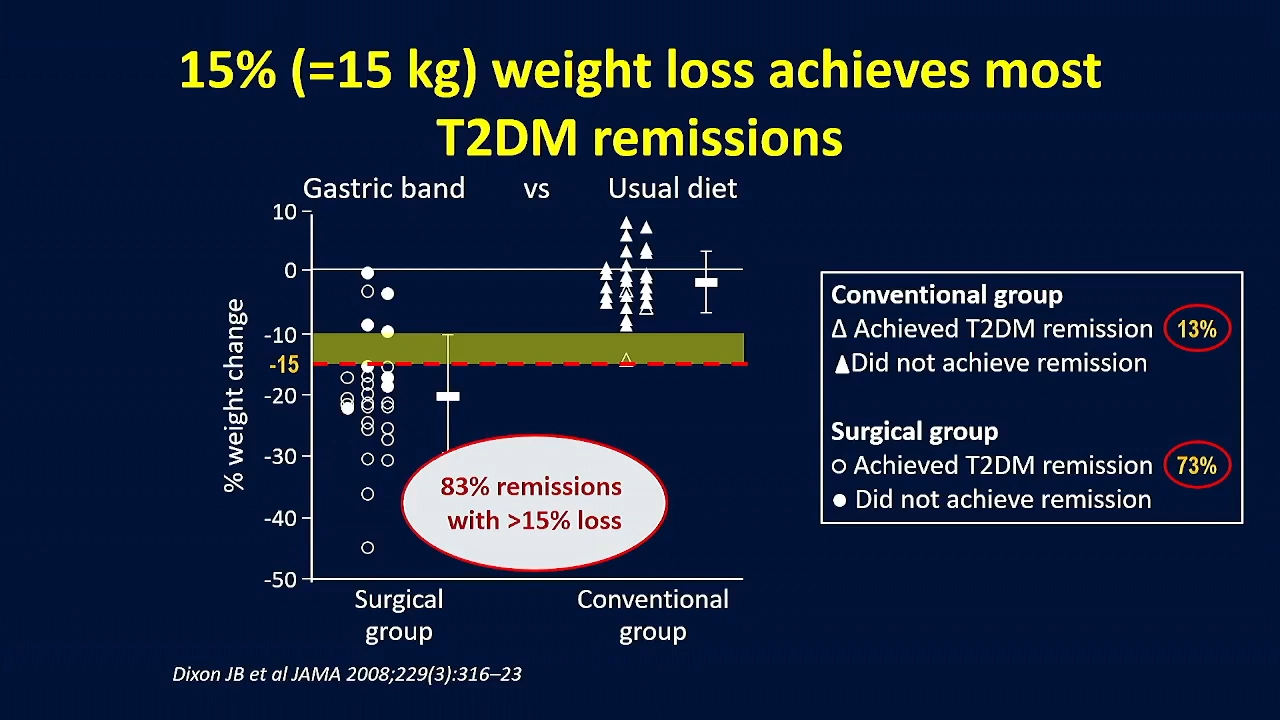 15% (=15 kg) weight loss achieves most
T2DM remissions
Gastric band vs Usual diet
10
0
-10
-15
-20
-30
-40
-50
% weight change
83% remissions
with >15% loss
Surgical
group
Conventional
group
Conventional group
△ Achieved T2DM remission 13%
▲Did not achieve remission
Surgical group
○ Achieved T2DM remission 73%
● Did not achieve remission
Dixon JB et al JAMA 2008;229(3):316–23